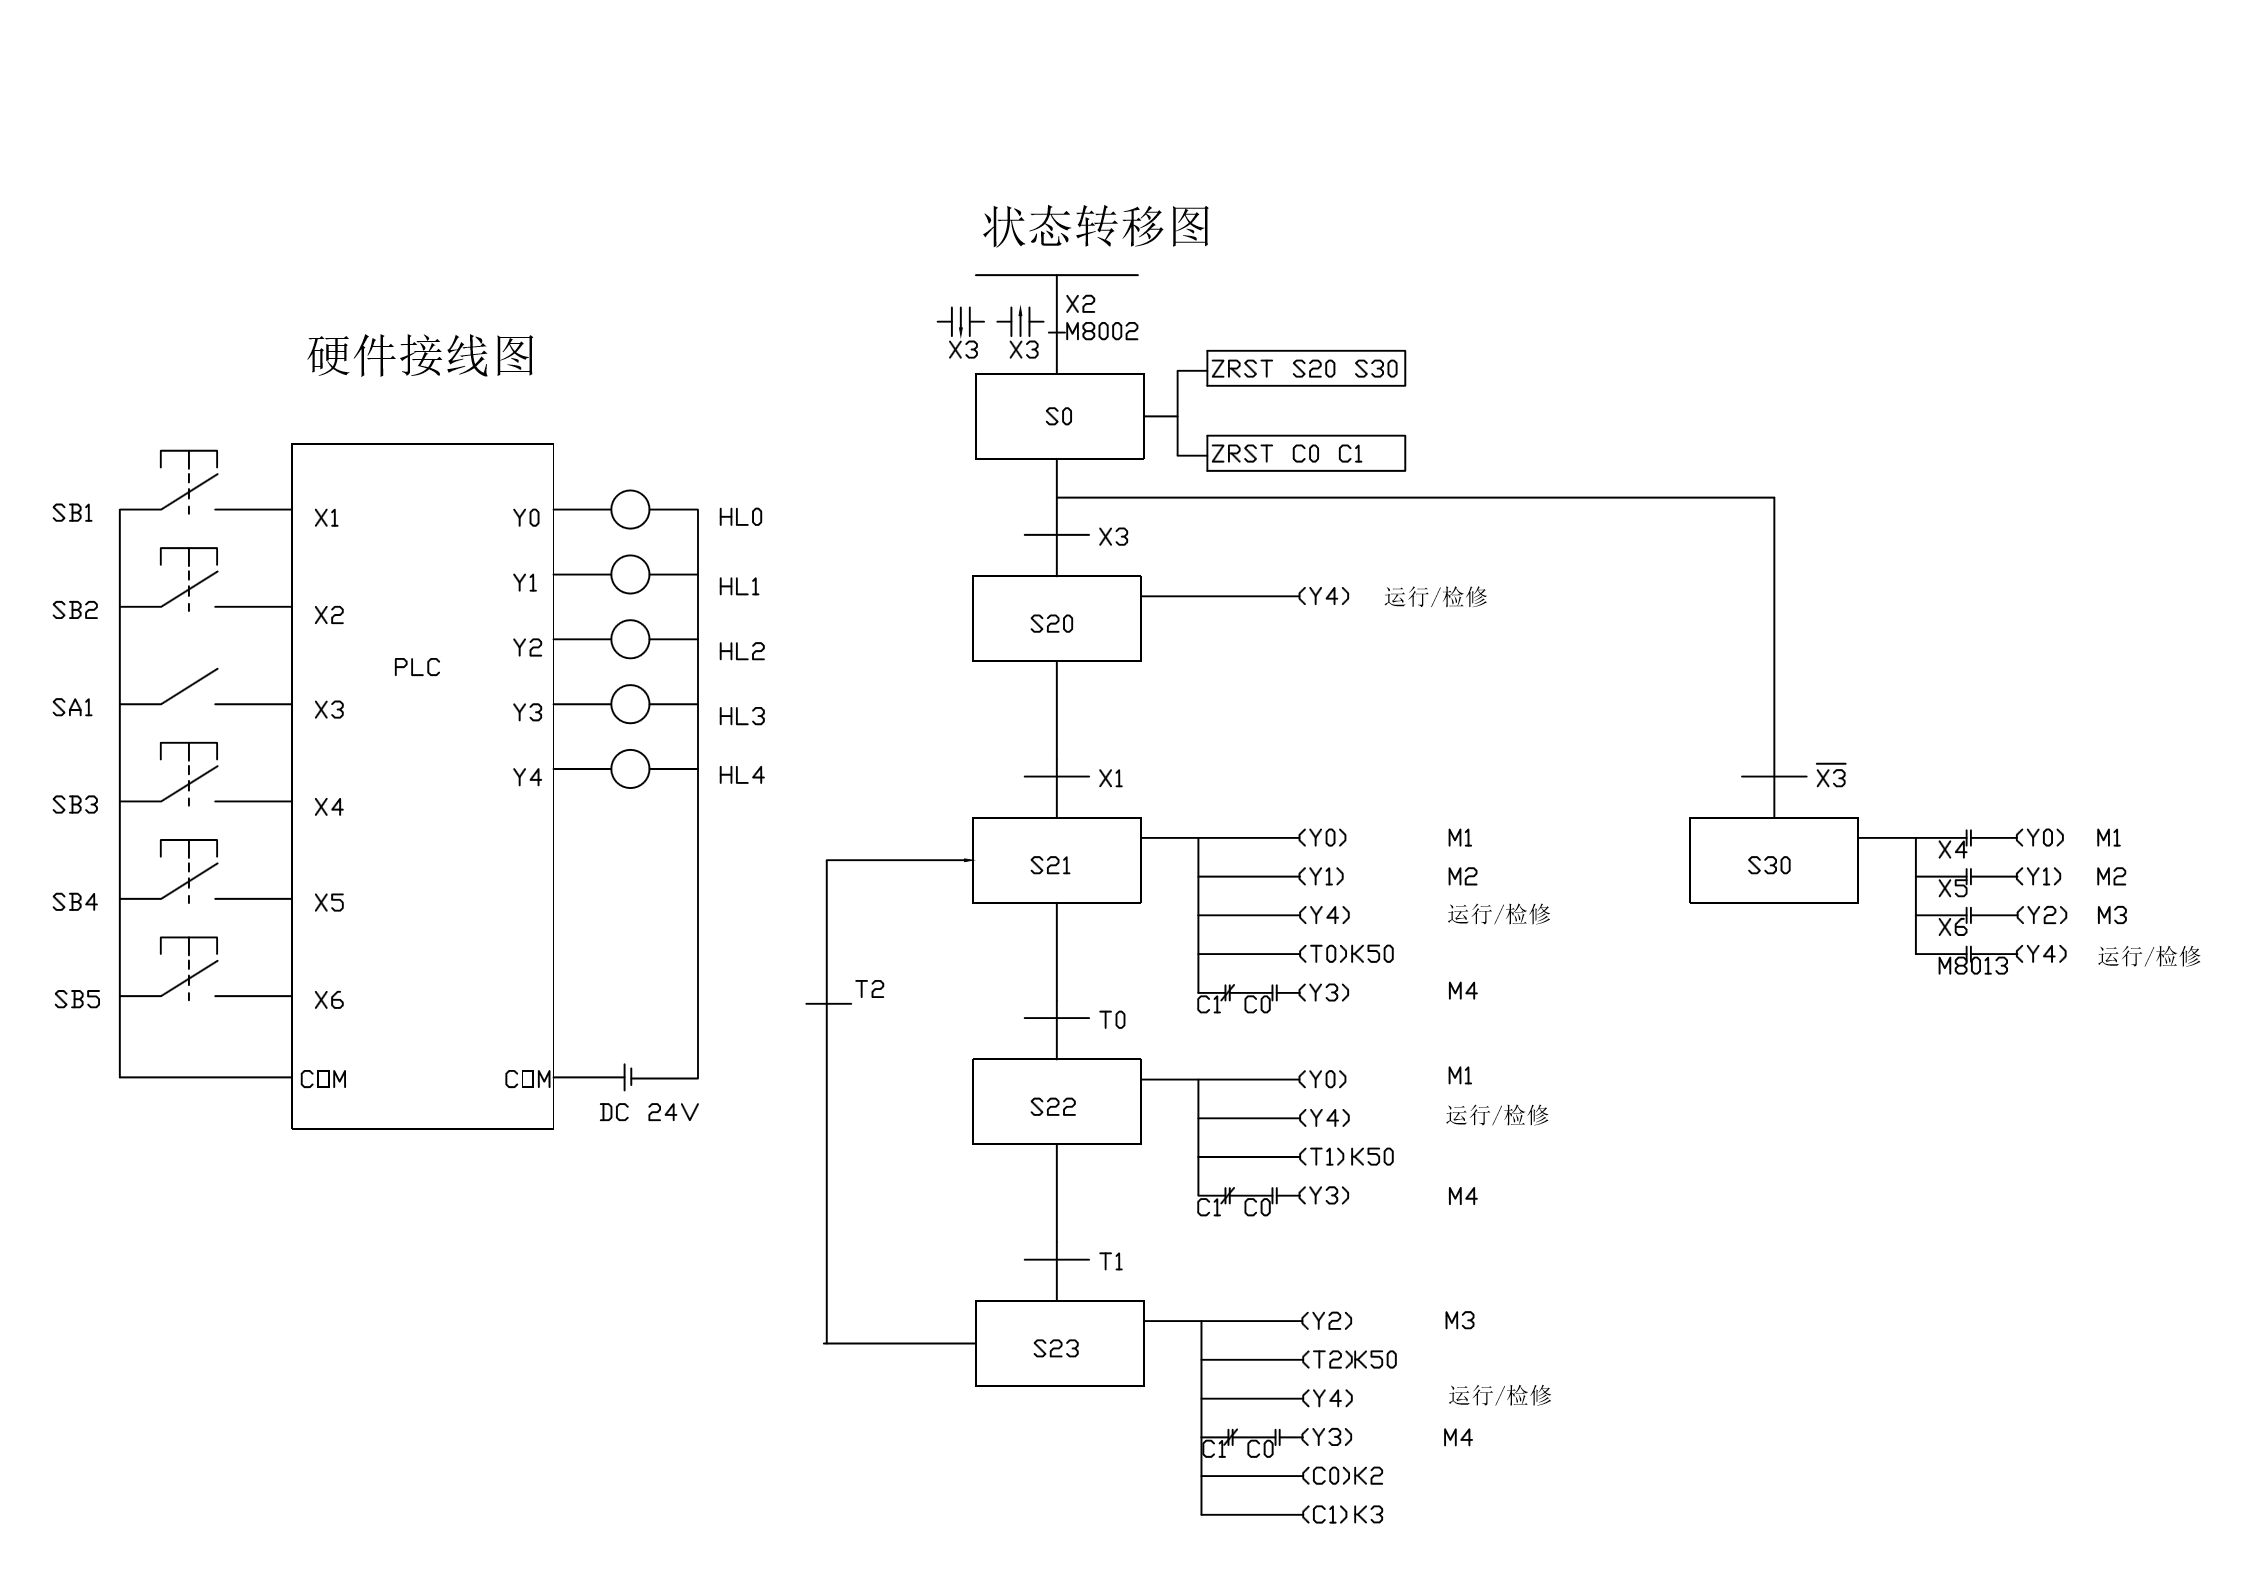 状态转移图
X2
M8002
X3 X3
S0
ZRST S20 S30
ZRST C0 C1
X3
S20
(Y4) 运行/检修
X1
S21
(Y0) M1
(Y1) M2
(Y4) 运行/检修
(T0)K50
C1 C0 (Y3) M4
T2
T0
S22
(Y0) M1
(Y4) 运行/检修
(T1)K50
C1 C0 (Y3) M4
T1
S23
(Y2) M3
(T2)K50
(Y4) 运行/检修
C1 C0 (Y3) M4
(C0)K2
(C1)K3
X̅3̅
S30
X4 (Y0) M1
X5 (Y1) M2
X6 (Y2) M3
M8013 (Y4) 运行/检修
硬件接线图
SB1 X1 Y0 HL0
SB2 X2 Y1 HL1
Y2 HL2
PLC
SA1 X3 Y3 HL3
SB3 X4 Y4 HL4
SB4 X5
SB5 X6
COM COM
DC 24V